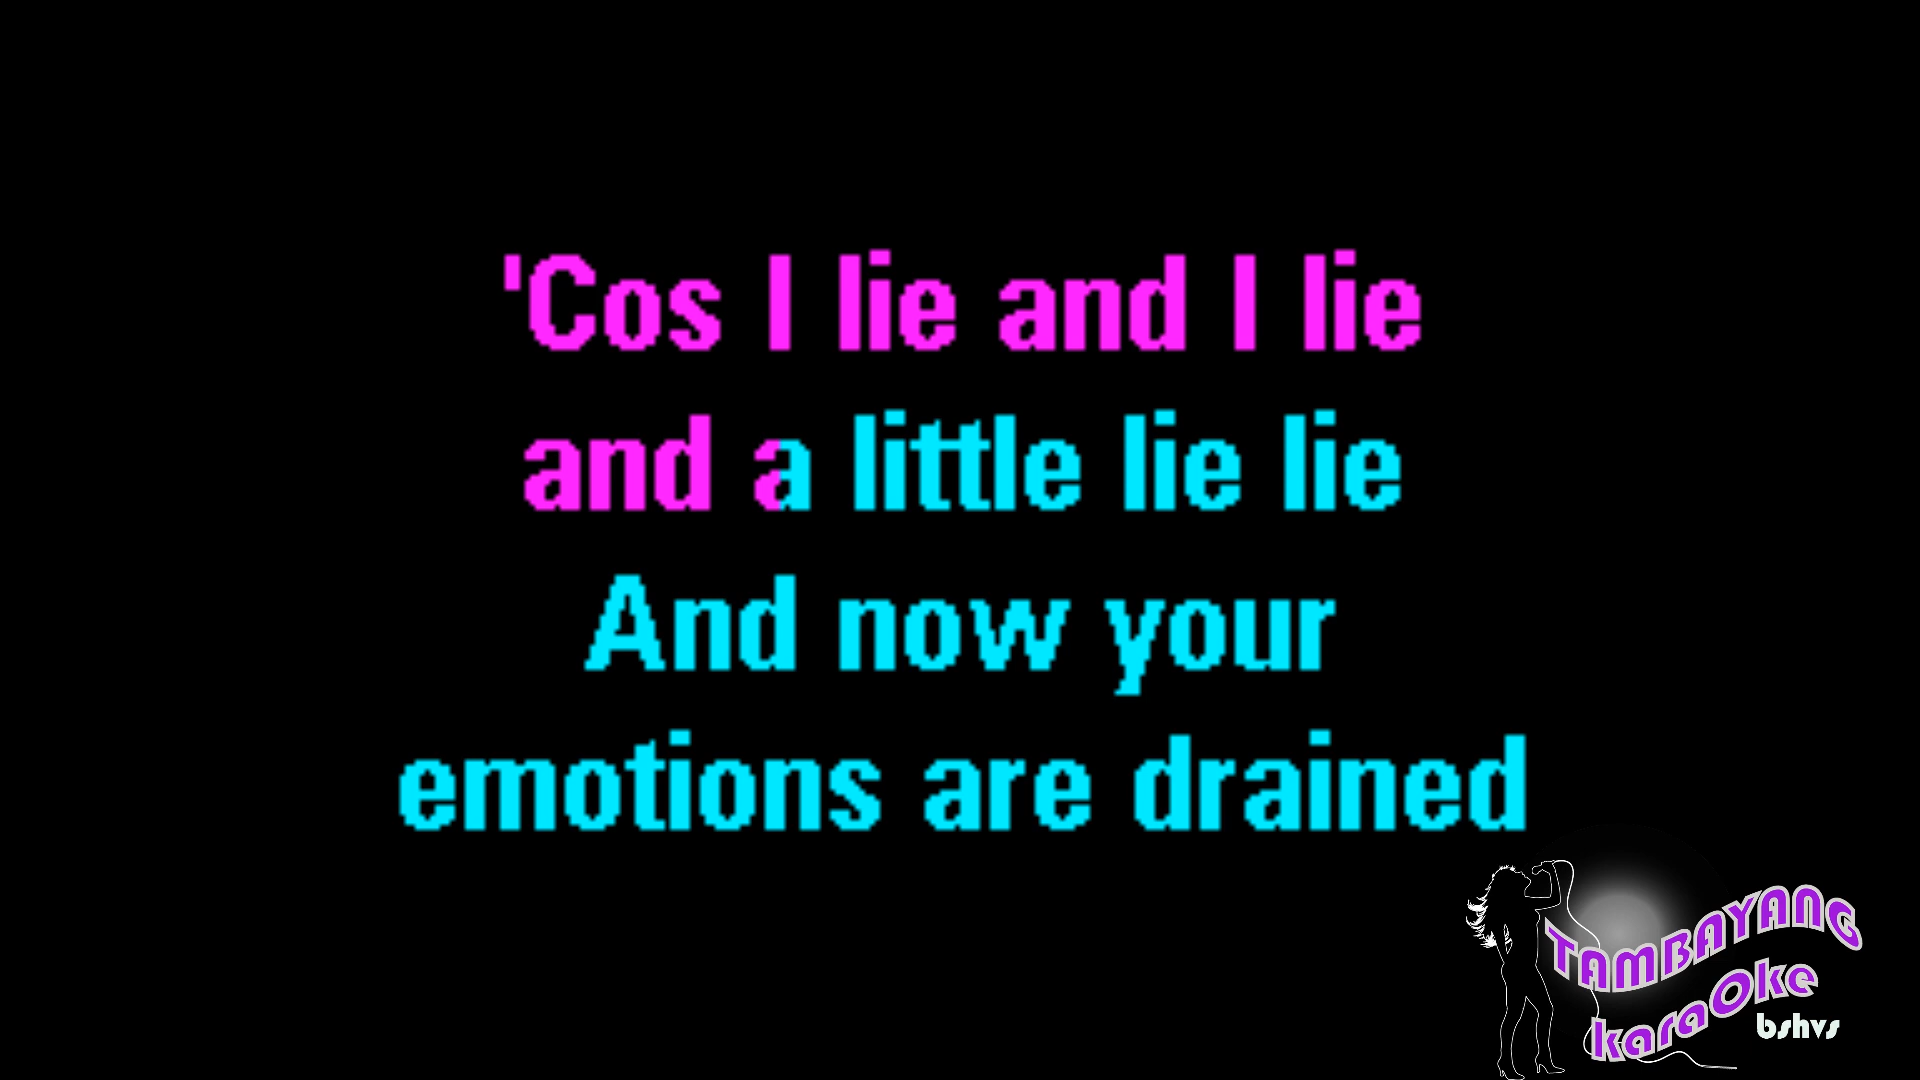 'Cos I lie and I lie
and a little lie lie
And now your
emotions are drained
TAMBAYANG
karaOke
bshvs